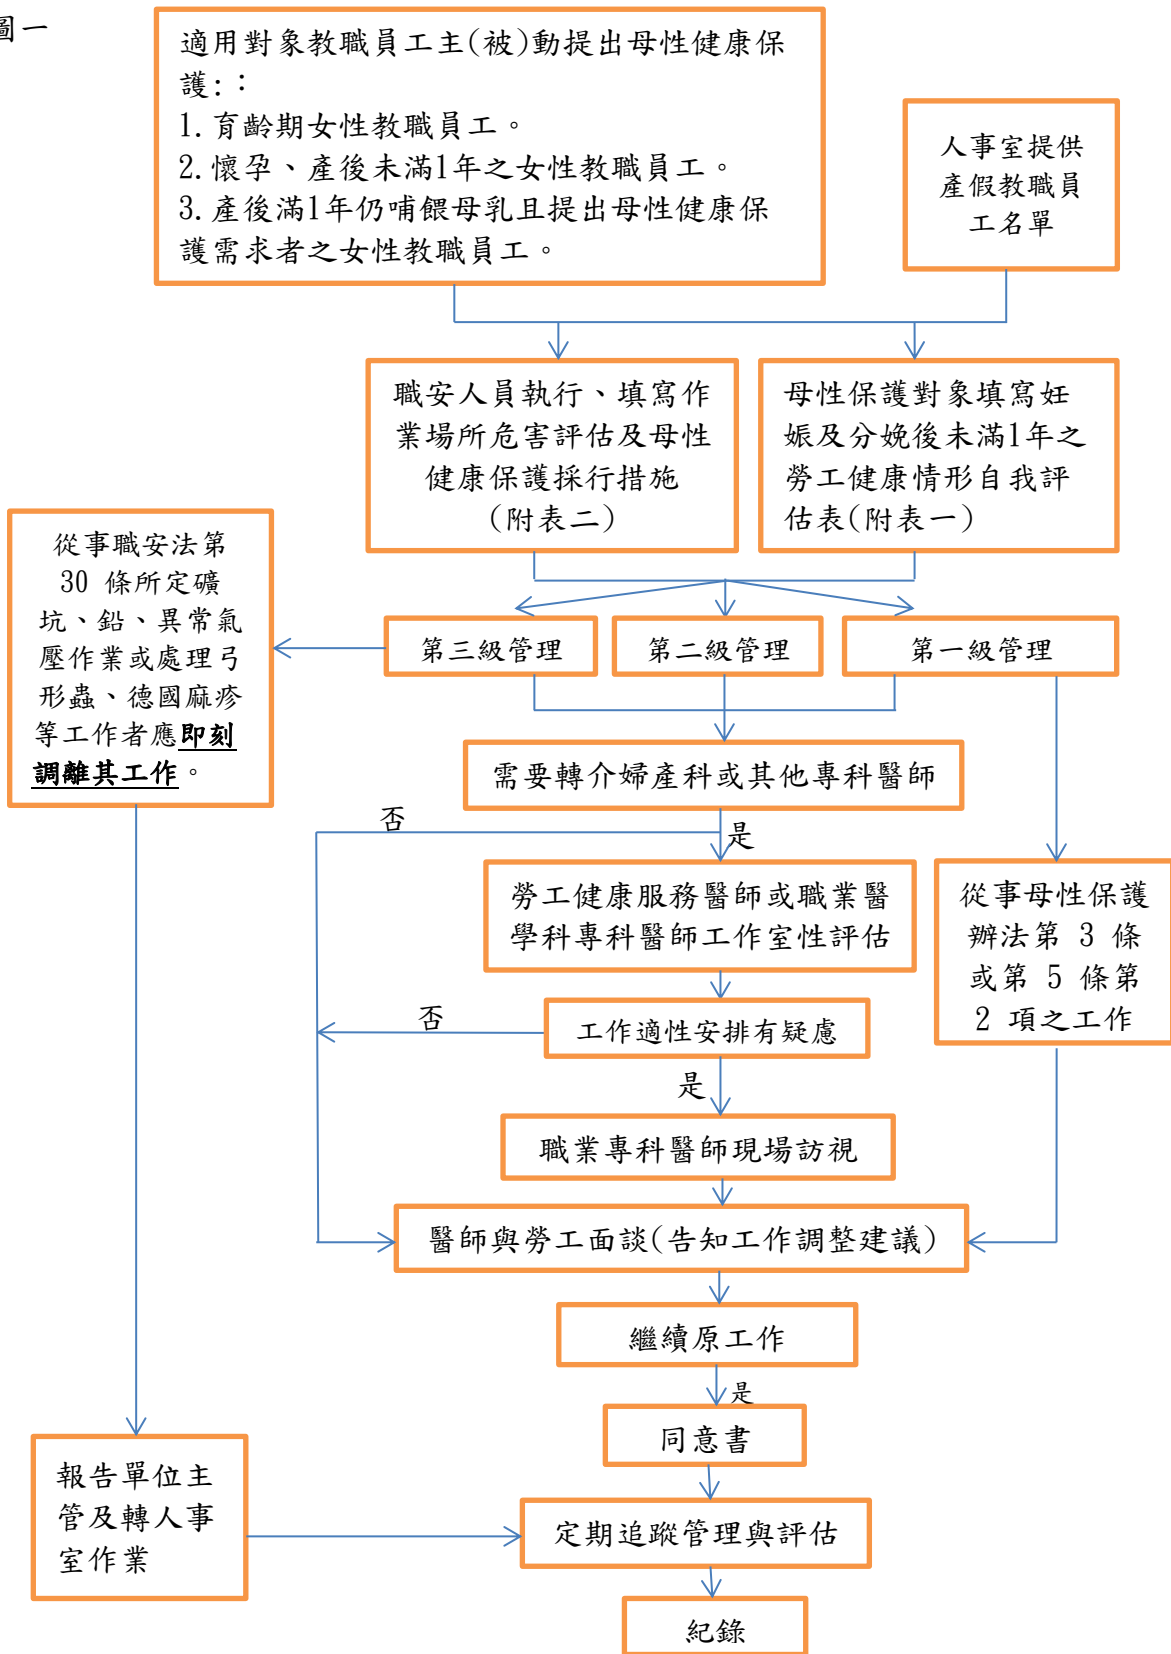 圖一
適用對象教職員工主(被)動提出母性健康保
護：：
1.育齡期女性教職員工。
2.懷孕、產後未滿1年之女性教職員工。
3.產後滿1年仍哺餵母乳且提出母性健康保
護需求者之女性教職員工。
人事室提供
產假教職員
工名單
職安人員執行、填寫作
業場所危害評估及母性
健康保護採行措施
(附表二)
母性保護對象填寫妊
娠及分娩後未滿1年之
勞工健康情形自我評
估表(附表一)
從事職安法第
30 條所定礦
坑、鉛、異常氣
壓作業或處理弓
形蟲、德國麻疹
等工作者應即刻
調離其工作。
第三級管理
第二級管理
第一級管理
需要轉介婦產科或其他專科醫師
否
是
勞工健康服務醫師或職業醫
學科專科醫師工作室性評估
從事母性保護
辦法第 3 條
或第 5 條第
2 項之工作
否
工作適性安排有疑慮
是
職業專科醫師現場訪視
醫師與勞工面談(告知工作調整建議)
繼續原工作
是
同意書
報告單位主
管及轉人事
室作業
定期追蹤管理與評估
紀錄